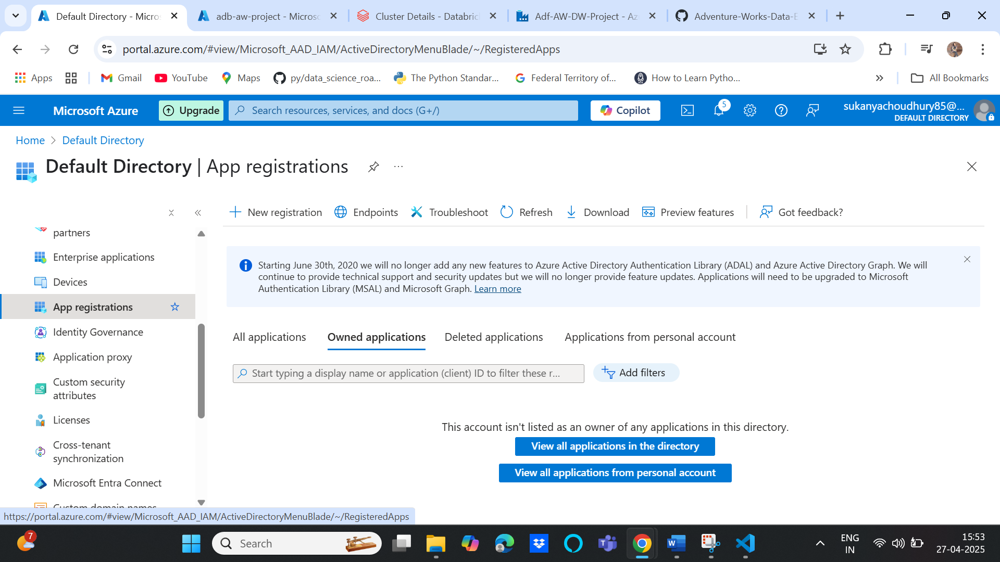 Default Directory - Micros
adb-aw-project - Microso
Cluster Details - Databric
Adf-AW-DW-Project - Az
Adventure-Works-Data-E
portal.azure.com/#view/Microsoft_AAD_IAM/ActiveDirectoryMenuBlade/~/RegisteredApps
Apps
Gmail
YouTube
Maps
py/data_science_roa...
The Python Standar...
Federal Territory of...
How to Learn Pytho...
All Bookmarks
Microsoft Azure
Upgrade
Search resources, services, and docs (G+/)
Copilot
5
sukanyachoudhury85@...
DEFAULT DIRECTORY
Home > Default Directory
Default Directory | App registrations
New registration
Endpoints
Troubleshoot
Refresh
Download
Preview features
Got feedback?
partners
Enterprise applications
Devices
App registrations
Identity Governance
Application proxy
Custom security
attributes
Licenses
Cross-tenant
synchronization
Microsoft Entra Connect
Custom domain names
Starting June 30th, 2020 we will no longer add any new features to Azure Active Directory Authentication Library (ADAL) and Azure Active Directory Graph. We will
continue to provide technical support and security updates but we will no longer provide feature updates. Applications will need to be upgraded to Microsoft
Authentication Library (MSAL) and Microsoft Graph. Learn more
All applications
Owned applications
Deleted applications
Applications from personal account
Start typing a display name or application (client) ID to filter these r...
Add filters
This account isn't listed as an owner of any applications in this directory.
View all applications in the directory
View all applications from personal account
https://portal.azure.com/#view/Microsoft_AAD_IAM/ActiveDirectoryMenuBlade/~/RegisteredApps
7
Search
ENG
IN
15:53
27-04-2025